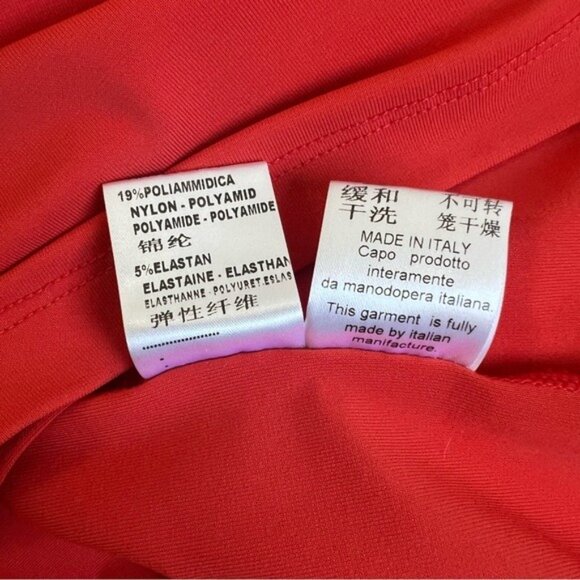 19%POLIAMMIDICA
NYLON - POLYAMID
POLYAMIDE - POLYAMIDE
锦纶
5%ELASTAN
ELASTAINE - ELASTHAN
ELASTHANNE - POLYURET.ESLAS
弹性纤维
缓和
干洗
不可转
笼干燥
MADE IN ITALY
Capo prodotto
interamente
da manodopera italiana.
This garment is fully
made by italian
manifacture.